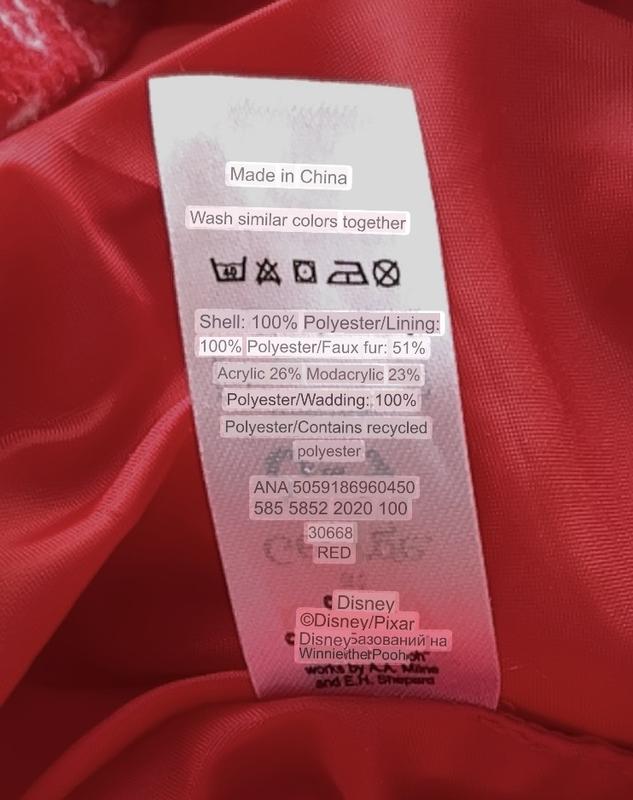 Made in China
Wash similar colors together
40
Shell: 100% Polyester/Lining:
100% Polyester/Faux fur: 51%
Acrylic 26% Modacrylic 23%
Polyester/Wadding: 100%
Polyester/Contains recycled
polyester
ANA 5059186960450
585 5852 2020 100
30668
RED
Disney
©Disney/Pixar
Disney базований на
WinnietherPooh
works by A.A. Milne
and E.H. Shepard